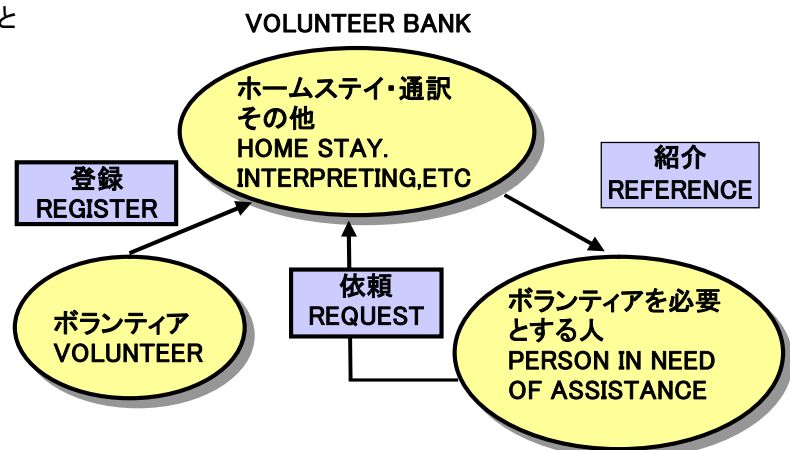 と
VOLUNTEER BANK
ホームステイ・通訳
その他
HOME STAY.
INTERPRETING,ETC
登録
REGISTER
紹介
REFERENCE
依頼
REQUEST
ボランティア
VOLUNTEER
ボランティアを必要
とする人
PERSON IN NEED
OF ASSISTANCE